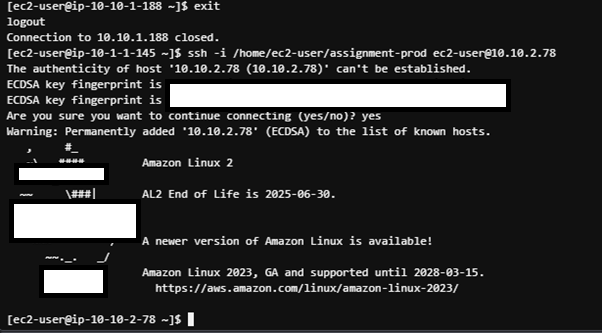 [ec2-user@ip-10-10-1-188 ~]$ exit
logout
Connection to 10.10.1.188 closed.
[ec2-user@ip-10-1-1-145 ~]$ ssh -i /home/ec2-user/assignment-prod ec2-user@10.10.2.78
The authenticity of host '10.10.2.78 (10.10.2.78)' can't be established.
ECDSA key fingerprint is
ECDSA key fingerprint is
Are you sure you want to continue connecting (yes/no)? yes
Warning: Permanently added '10.10.2.78' (ECDSA) to the list of known hosts.
,     #_
~\_  ####_        Amazon Linux 2
~~     \###|       AL2 End of Life is 2025-06-30.
A newer version of Amazon Linux is available!
~~._.   _/
Amazon Linux 2023, GA and supported until 2028-03-15.
https://aws.amazon.com/linux/amazon-linux-2023/
[ec2-user@ip-10-10-2-78 ~]$